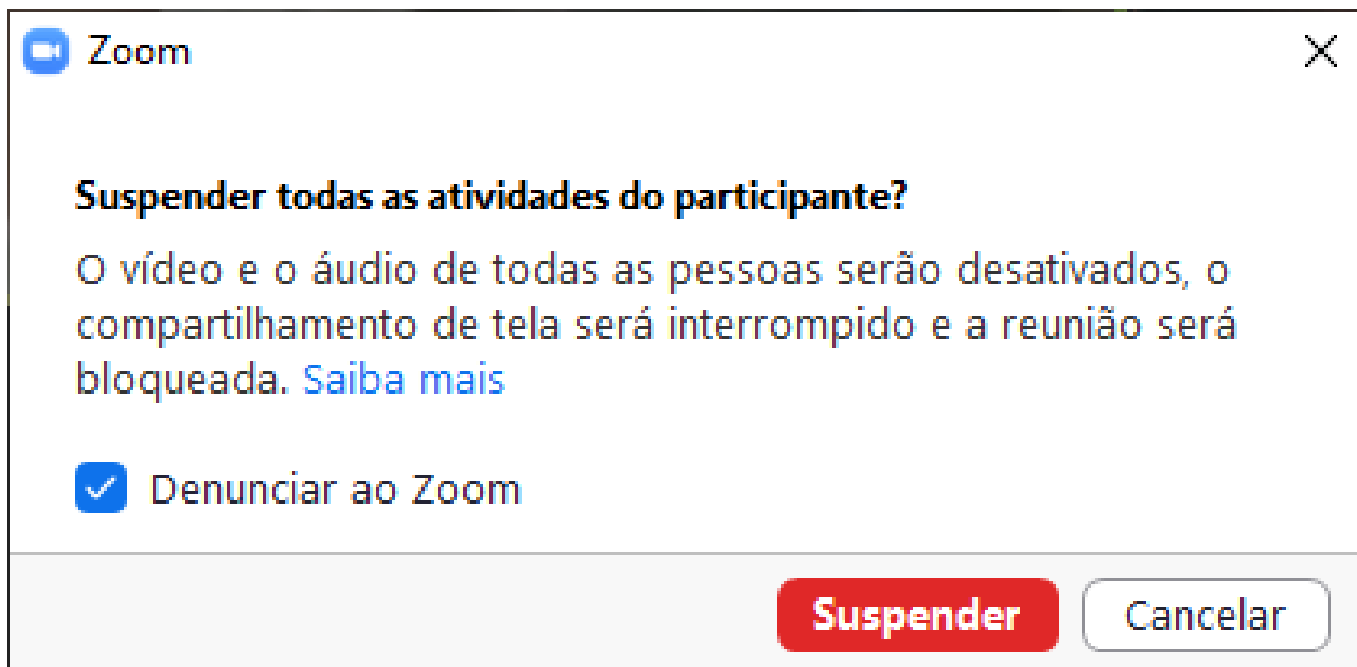 Zoom
Suspender todas as atividades do participante?
O vídeo e o áudio de todas as pessoas serão desativados, o
compartilhamento de tela será interrompido e a reunião será
bloqueada. Saiba mais
Denunciar ao Zoom
Suspender Cancelar